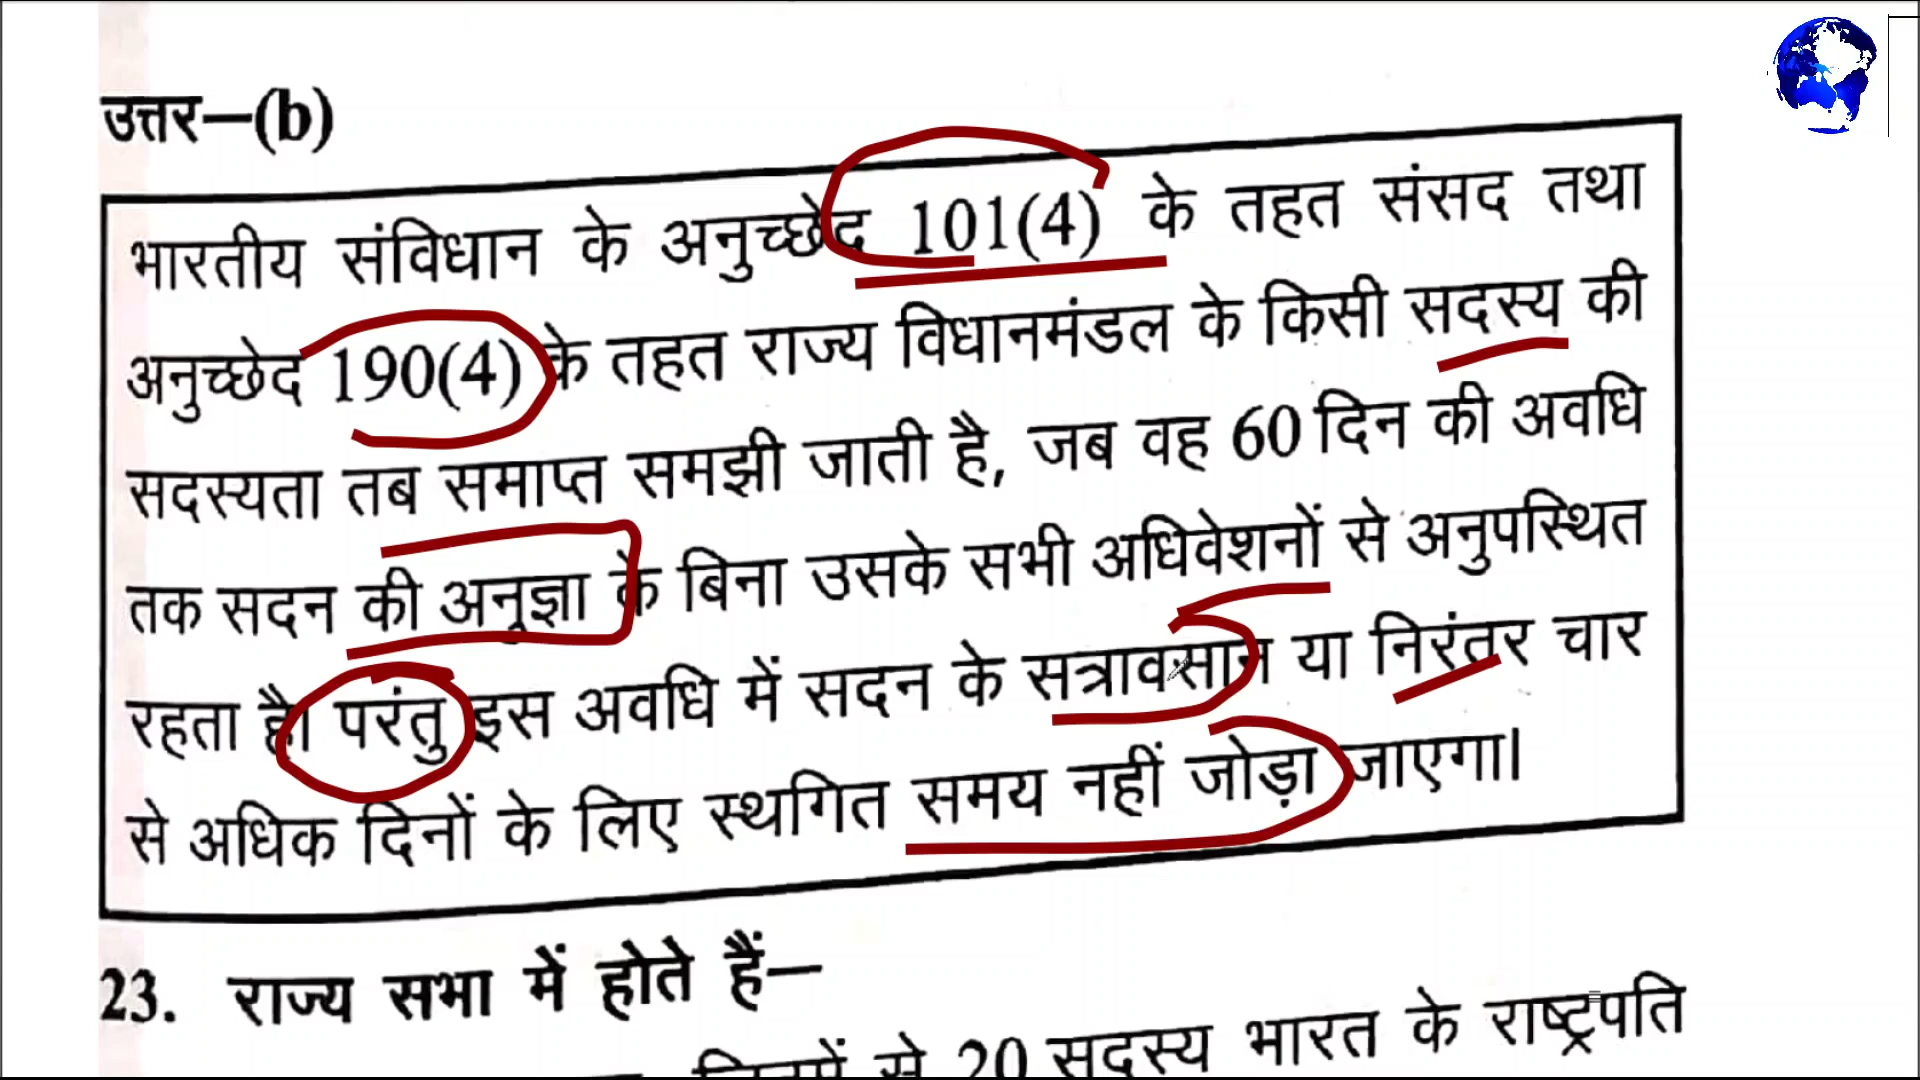 उत्तर–(b)
भारतीय संविधान के अनुच्छेद 101(4) के तहत संसद तथा
अनुच्छेद 190(4) के तहत राज्य विधानमंडल के किसी सदस्य की
सदस्यता तब समाप्त समझी जाती है, जब वह 60 दिन की अवधि
तक सदन की अनुज्ञा के बिना उसके सभी अधिवेशनों से अनुपस्थित
रहता है। परंतु इस अवधि में सदन के सत्रावसान या निरंतर चार
से अधिक दिनों के लिए स्थगित समय नहीं जोड़ा जाएगा।
23. राज्य सभा में होते हैं–
से 20 सदस्य भारत के राष्ट्रपति